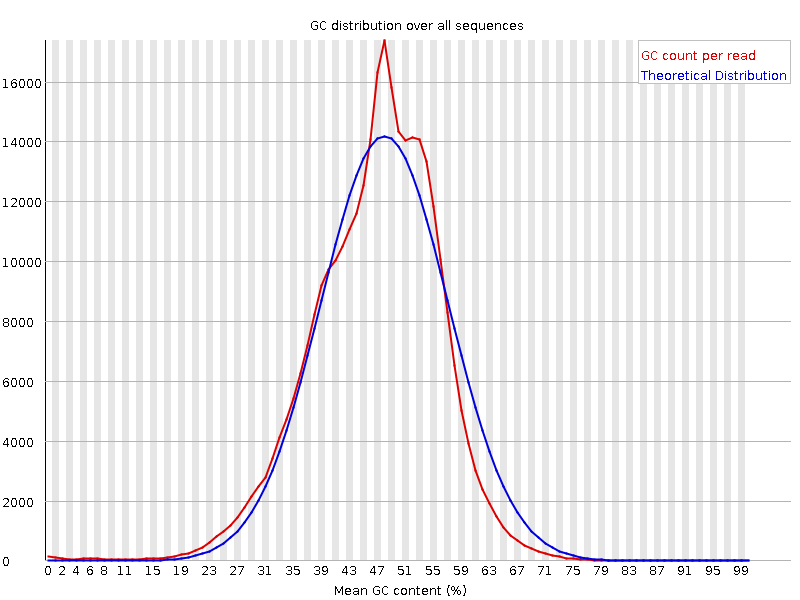 GC distribution over all sequences
GC count per read
Theoretical Distribution
16000
14000
12000
10000
8000
6000
4000
2000
0
0 2 4 6 8 11 15 19 23 27 31 35 39 43 47 51 55 59 63 67 71 75 79 83 87 91 95 99
Mean GC content (%)